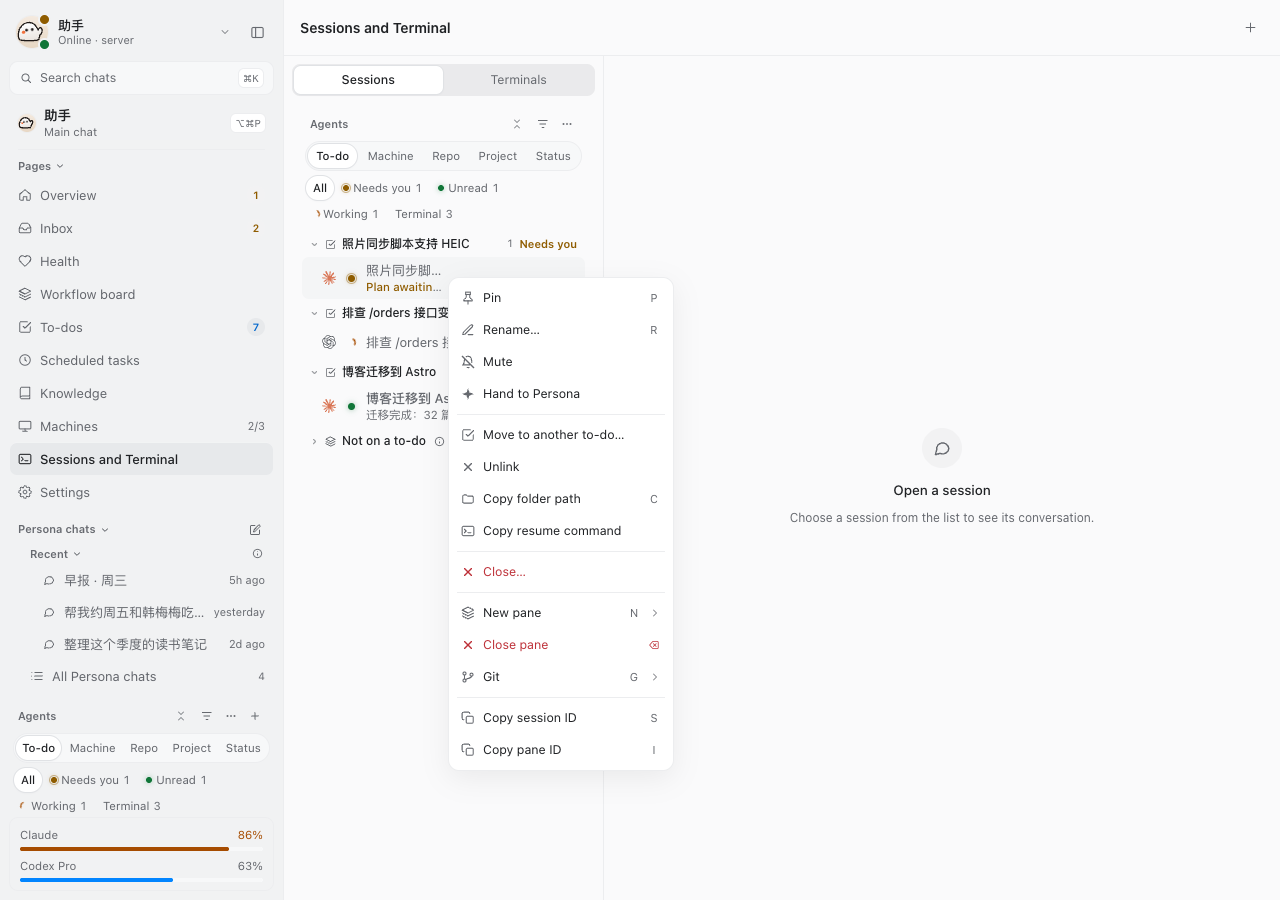 助手
Online · server
Search chats
⌘K
助手
Main chat
⌥⌘P
Pages
Overview 1
Inbox 2
Health
Workflow board
To-dos 7
Scheduled tasks
Knowledge
Machines 2/3
Sessions and Terminal
Settings
Persona chats
Recent
早报 · 周三 5h ago
帮我约周五和韩梅梅吃... yesterday
整理这个季度的读书笔记 2d ago
All Persona chats 4
Agents
To-do Machine Repo Project Status
All Needs you 1 Unread 1
Working 1 Terminal 3
Claude 86%
Codex Pro 63%
Sessions and Terminal
Sessions Terminals
Agents
To-do Machine Repo Project Status
All Needs you 1 Unread 1
Working 1 Terminal 3
照片同步脚本支持 HEIC 1 Needs you
照片同步脚...
Plan awaitin...
排查 /orders 接口变
排查 /orders
博客迁移到 Astro
博客迁移到 As
迁移完成：32 篇
Not on a to-do
Pin P
Rename... R
Mute
Hand to Persona
Move to another to-do...
Unlink
Copy folder path C
Copy resume command
Close...
New pane N
Close pane
Git G
Copy session ID S
Copy pane ID I
Open a session
Choose a session from the list to see its conversation.